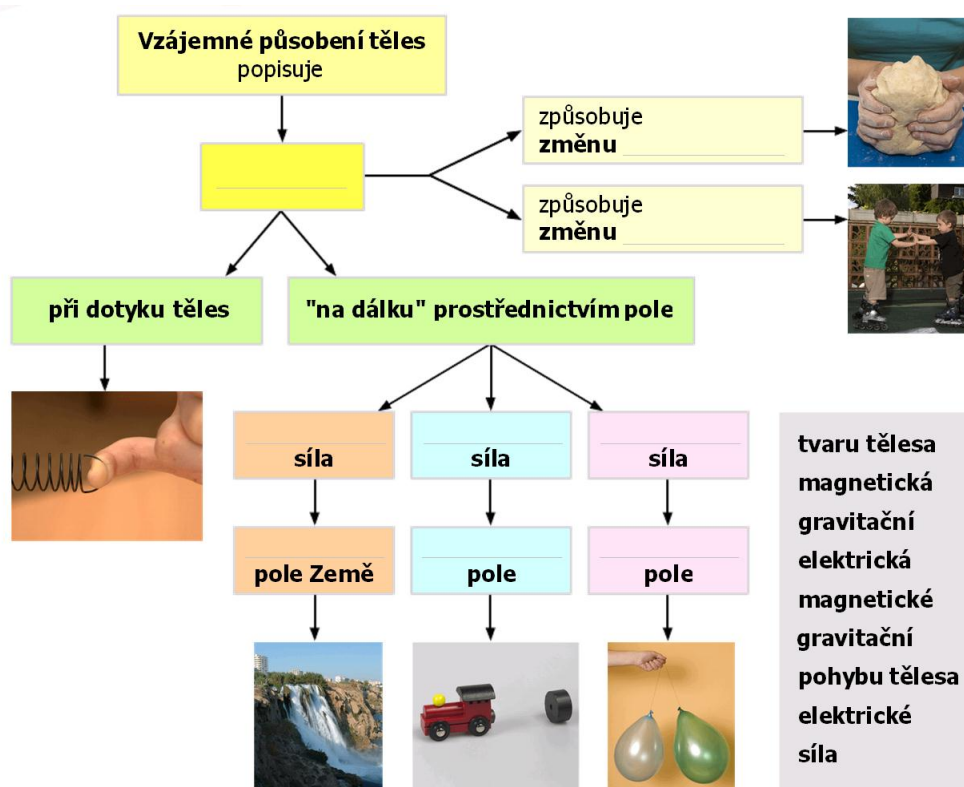 Vzájemné působení těles
popisuje
způsobuje
změnu
způsobuje
změnu
při dotyku těles
"na dálku" prostřednictvím pole
síla
síla
síla
pole Země
pole
pole
tvaru tělesa
magnetická
gravitační
elektrická
magnetické
gravitační
pohybu tělesa
elektrické
síla